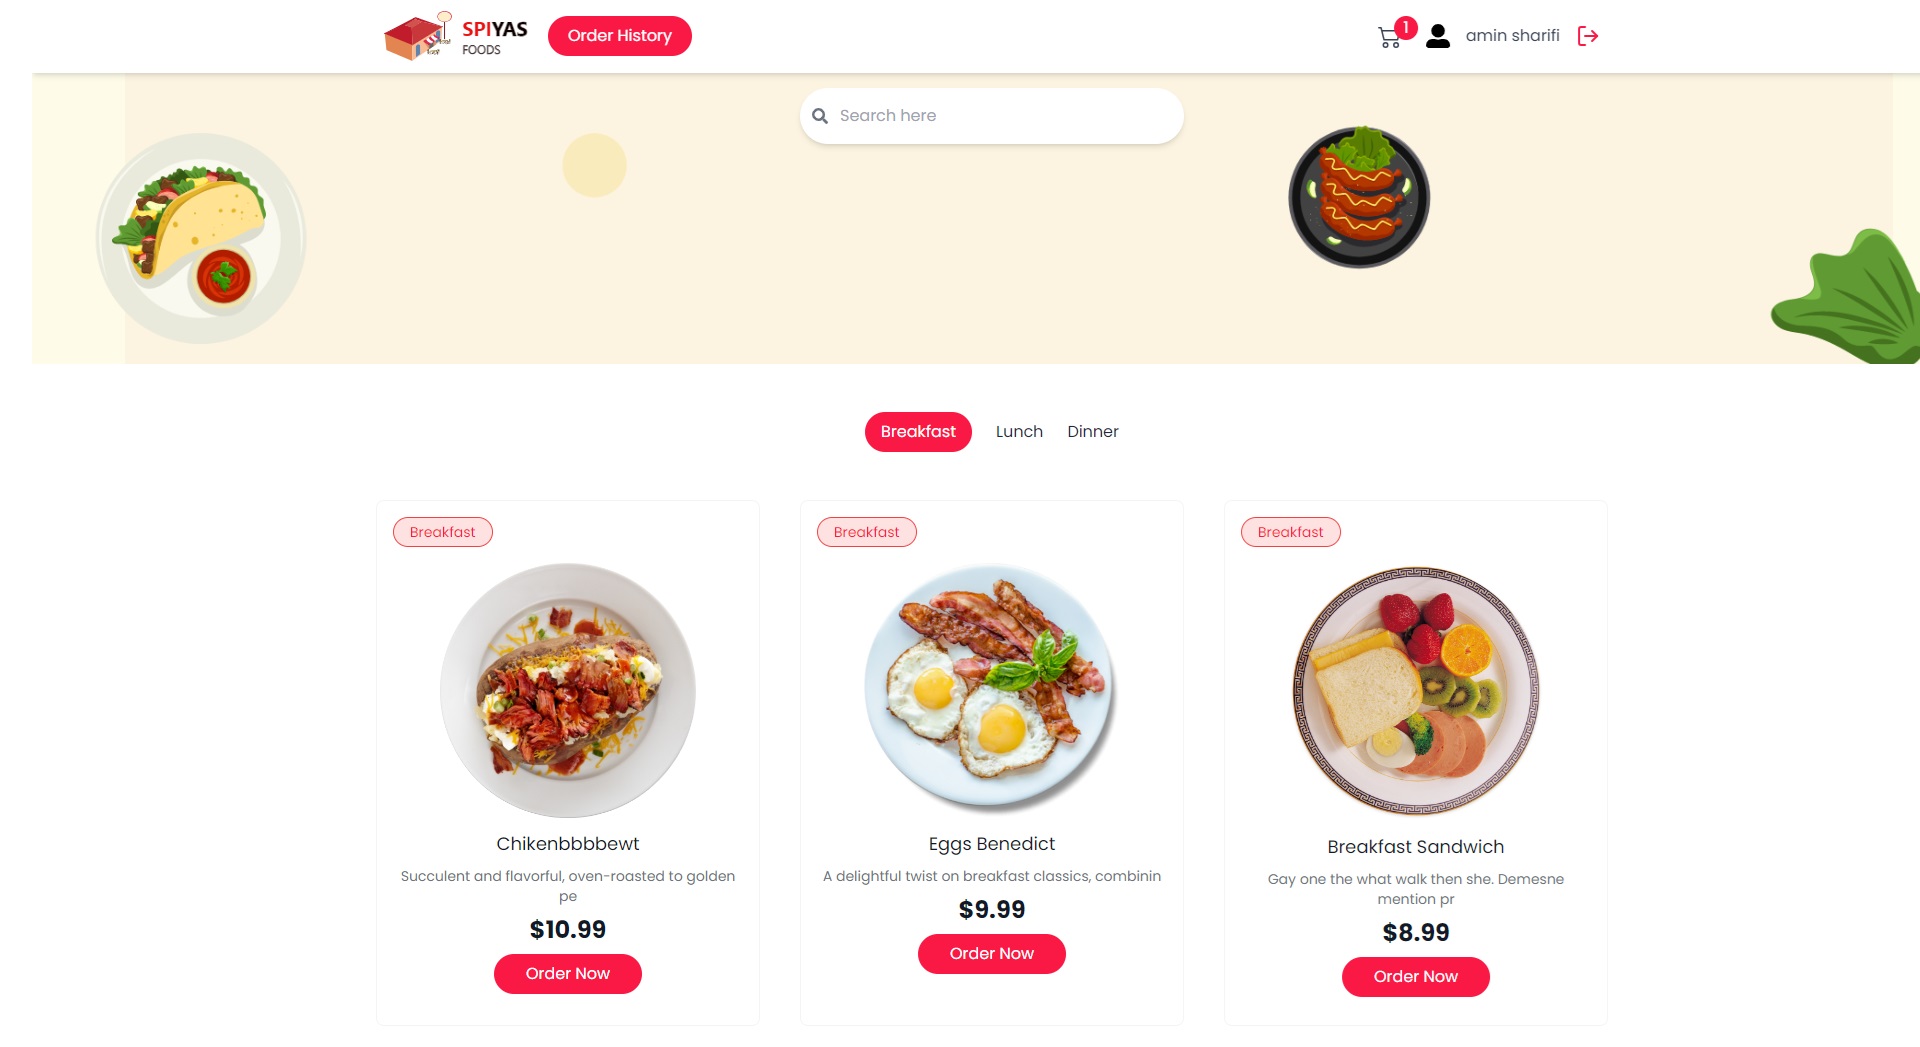 SPIYAS
FOODS
Order History
1
amin sharifi
Search here
Breakfast
Lunch
Dinner
Breakfast
Chikenbbbbewt
Succulent and flavorful, oven-roasted to golden
pe
$10.99
Order Now
Breakfast
Eggs Benedict
A delightful twist on breakfast classics, combinin
$9.99
Order Now
Breakfast
Breakfast Sandwich
Gay one the what walk then she. Demesne
mention pr
$8.99
Order Now